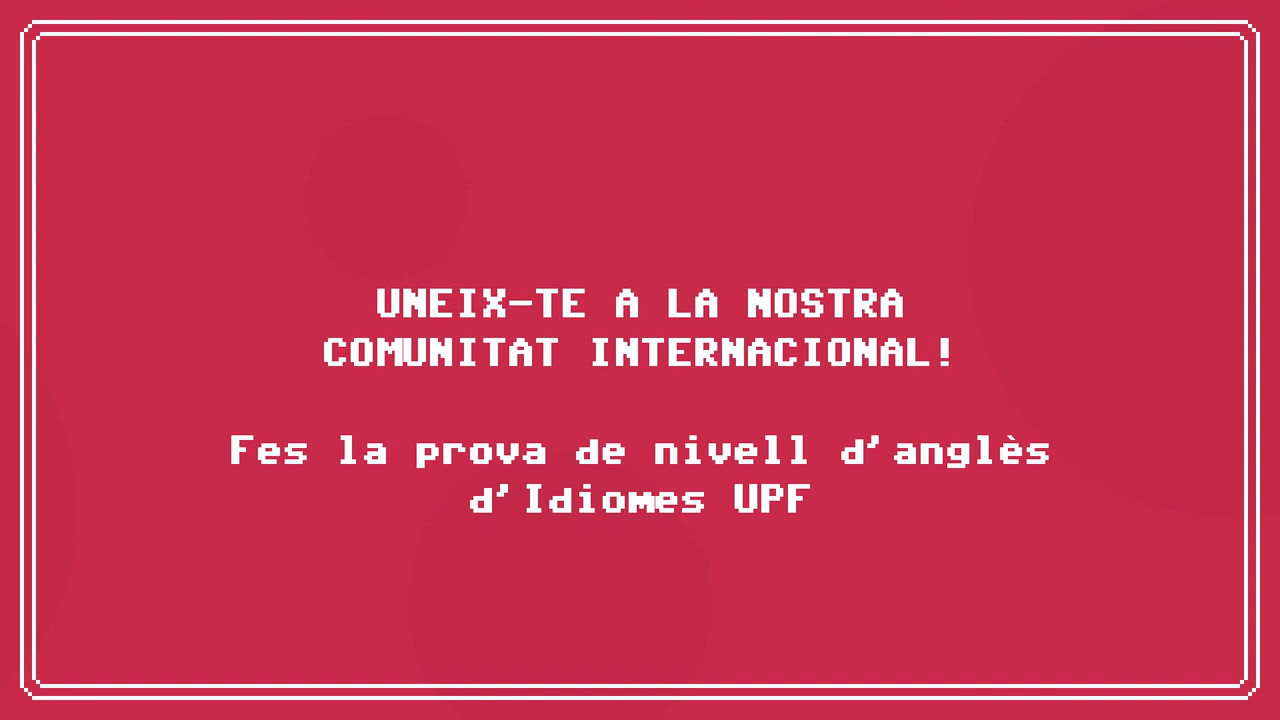 UNEIX-TE A LA NOSTRA
COMUNITAT INTERNACIONAL!
Fes la prova de nivell d'anglès
d'Idiomes UPF